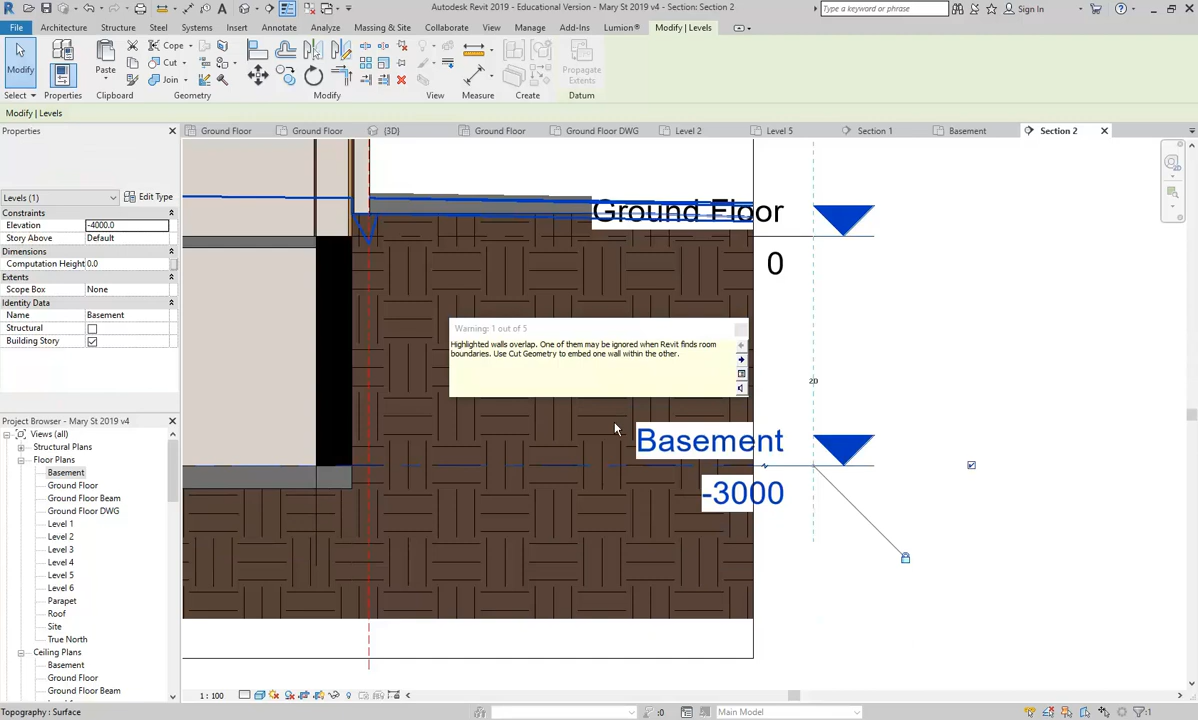 Autodesk Revit 2019 - Educational Version - Mary St 2019 v4 - Section: Section 2
Type a keyword or phrase
Sign In
File Architecture Structure Steel Systems Insert Annotate Analyze Massing & Site Collaborate View Manage Add-Ins Lumion® Modify | Levels
Modify
Properties
Paste
Cope
Cut
Join
Propagate
Extents
Select Properties Clipboard Geometry Modify View Measure Create Datum
Modify | Levels
Properties
Ground Floor Ground Floor {3D} Ground Floor Ground Floor DWG Level 2 Level 5 Section 1 Basement Section 2
Levels (1) Edit Type
Constraints
Elevation -4000.0
Story Above Default
Dimensions
Computation Height 0.0
Extents
Scope Box None
Identity Data
Name Basement
Structural
Building Story
Ground Floor
0
Warning: 1 out of 5
Highlighted walls overlap. One of them may be ignored when Revit finds room
boundaries. Use Cut Geometry to embed one wall within the other.
2D
Basement
-3000
Project Browser - Mary St 2019 v4
Views (all)
Structural Plans
Floor Plans
Basement
Ground Floor
Ground Floor Beam
Ground Floor DWG
Level 1
Level 2
Level 3
Level 4
Level 5
Level 6
Parapet
Roof
Site
True North
Ceiling Plans
Basement
Ground Floor
Ground Floor Beam
1 : 100
Topography : Surface
:0
Main Model
:1